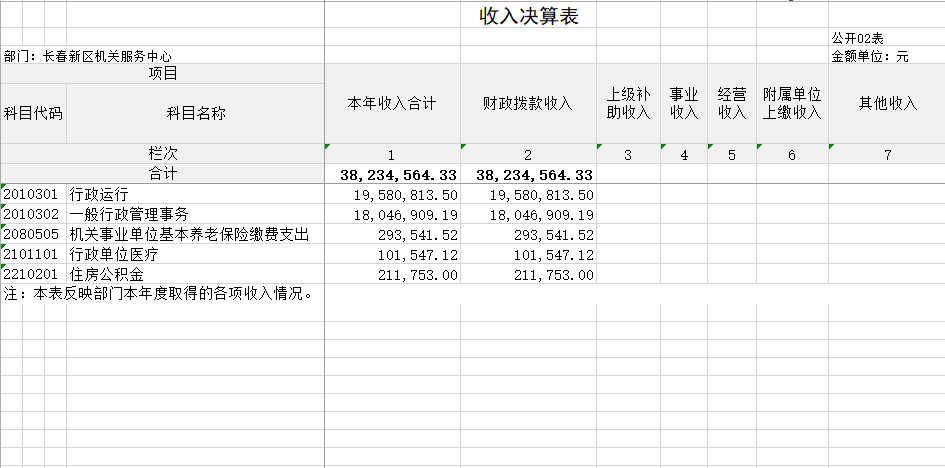 收入决算表
公开02表
部门：长春新区机关服务中心 金额单位：元
项目 本年收入合计 财政拨款收入 上级补助收入 事业收入 经营收入 附属单位上缴收入 其他收入
科目代码 科目名称
栏次 1 2 3 4 5 6 7
合计 38,234,564.33 38,234,564.33
2010301 行政运行 19,580,813.50 19,580,813.50
2010302 一般行政管理事务 18,046,909.19 18,046,909.19
2080505 机关事业单位基本养老保险缴费支出 293,541.52 293,541.52
2101101 行政单位医疗 101,547.12 101,547.12
2210201 住房公积金 211,753.00 211,753.00
注：本表反映部门本年度取得的各项收入情况。